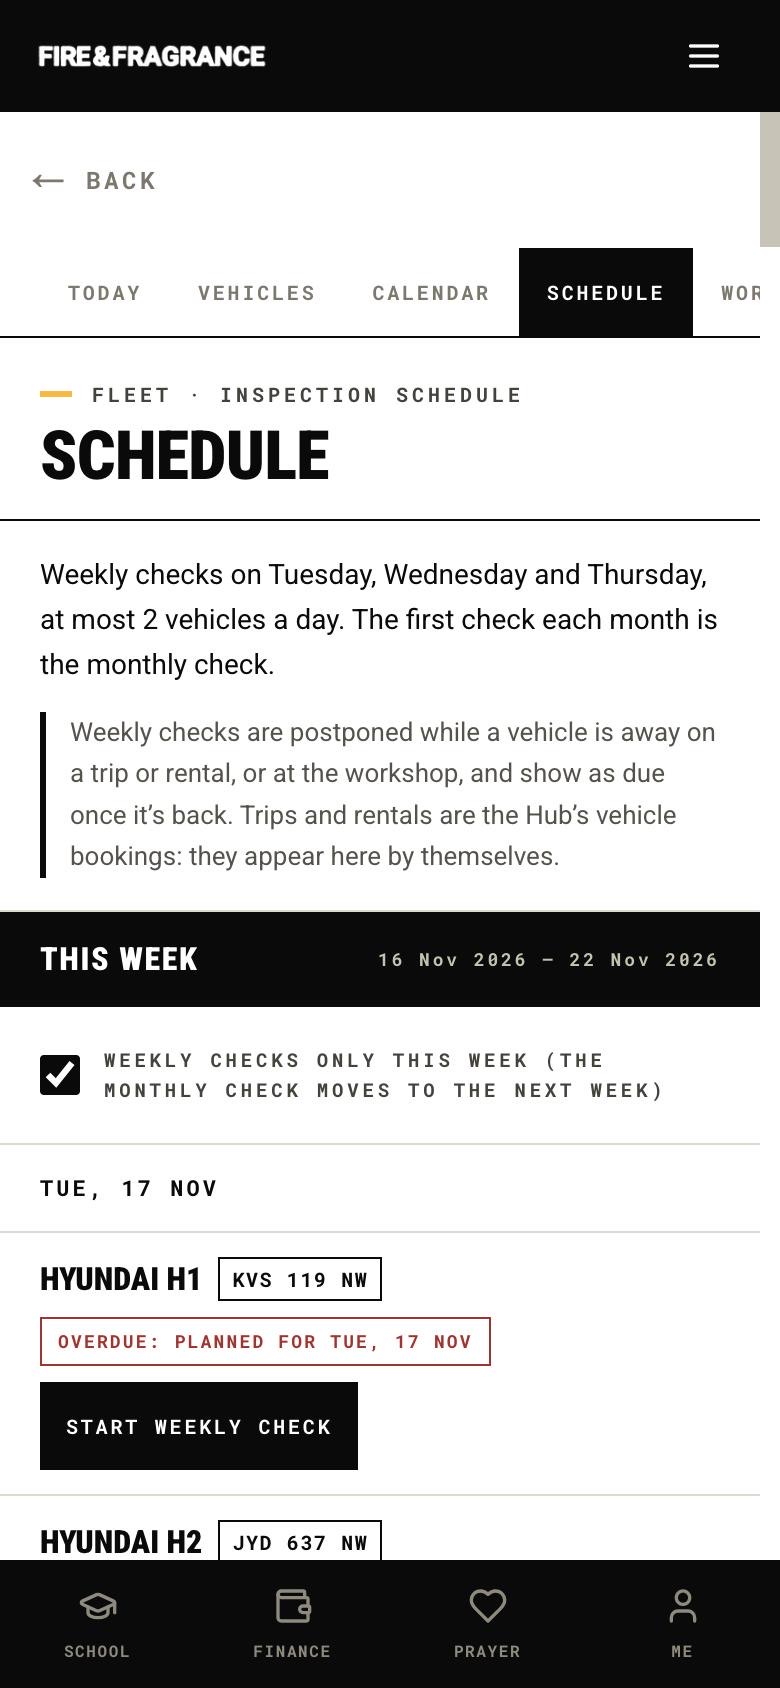 FIRE&FRAGRANCE
← BACK
TODAY VEHICLES CALENDAR SCHEDULE
FLEET · INSPECTION SCHEDULE
SCHEDULE
Weekly checks on Tuesday, Wednesday and Thursday,
at most 2 vehicles a day. The first check each month is
the monthly check.
Weekly checks are postponed while a vehicle is away on
a trip or rental, or at the workshop, and show as due
once it’s back. Trips and rentals are the Hub’s vehicle
bookings: they appear here by themselves.
THIS WEEK 16 Nov 2026 – 22 Nov 2026
WEEKLY CHECKS ONLY THIS WEEK (THE
MONTHLY CHECK MOVES TO THE NEXT WEEK)
TUE, 17 NOV
HYUNDAI H1 KVS 119 NW
OVERDUE: PLANNED FOR TUE, 17 NOV
START WEEKLY CHECK
HYUNDAI H2 JYD 637 NW
SCHOOL FINANCE PRAYER ME